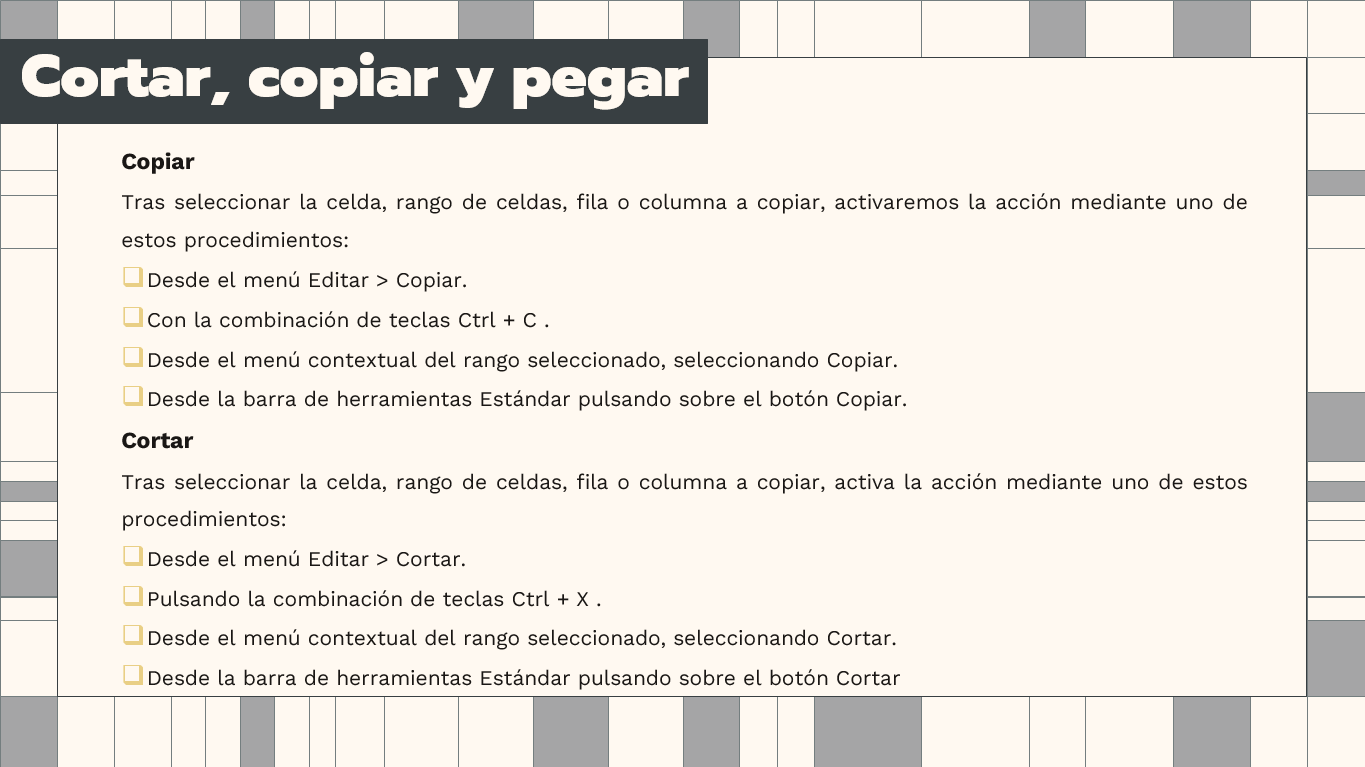 Cortar, copiar y pegar
Copiar
Tras seleccionar la celda, rango de celdas, fila o columna a copiar, activaremos la acción mediante uno de
estos procedimientos:
Desde el menú Editar > Copiar.
Con la combinación de teclas Ctrl + C .
Desde el menú contextual del rango seleccionado, seleccionando Copiar.
Desde la barra de herramientas Estándar pulsando sobre el botón Copiar.
Cortar
Tras seleccionar la celda, rango de celdas, fila o columna a copiar, activa la acción mediante uno de estos
procedimientos:
Desde el menú Editar > Cortar.
Pulsando la combinación de teclas Ctrl + X .
Desde el menú contextual del rango seleccionado, seleccionando Cortar.
Desde la barra de herramientas Estándar pulsando sobre el botón Cortar